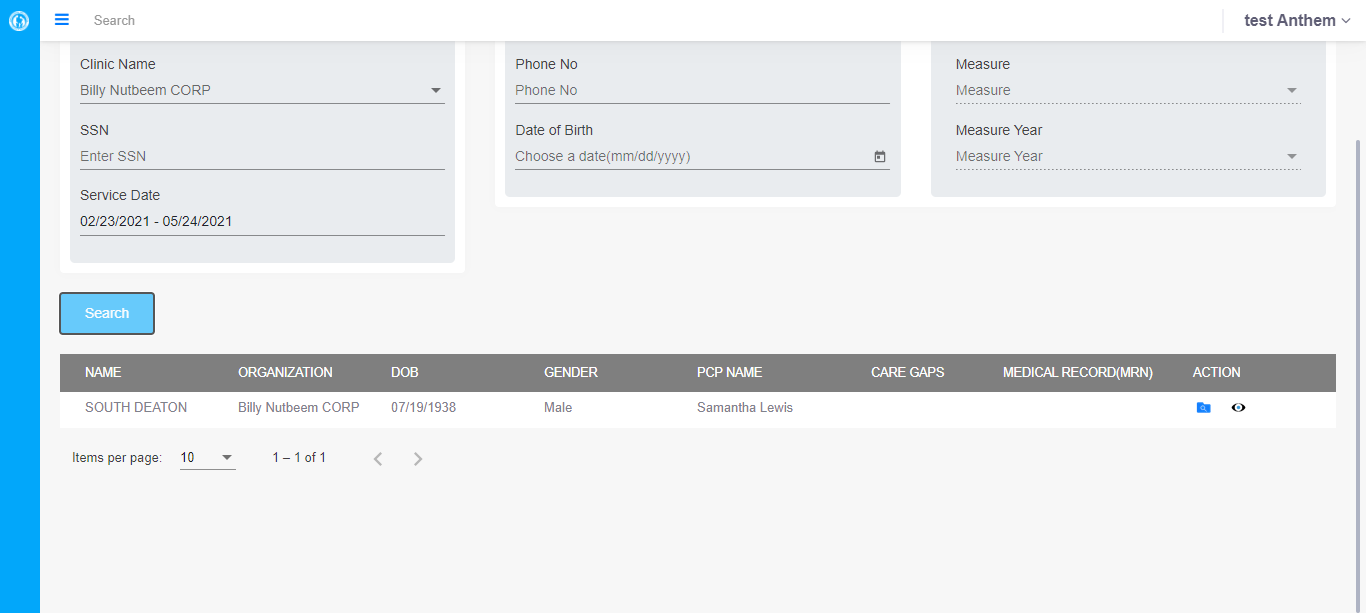 Search
test Anthem
Clinic Name
Billy Nutbeem CORP
SSN
Enter SSN
Service Date
02/23/2021 - 05/24/2021
Phone No
Phone No
Date of Birth
Choose a date(mm/dd/yyyy)
Measure
Measure
Measure Year
Measure Year
Search
NAME ORGANIZATION DOB GENDER PCP NAME CARE GAPS MEDICAL RECORD(MRN) ACTION
SOUTH DEATON Billy Nutbeem CORP 07/19/1938 Male Samantha Lewis
Items per page: 10 1 – 1 of 1